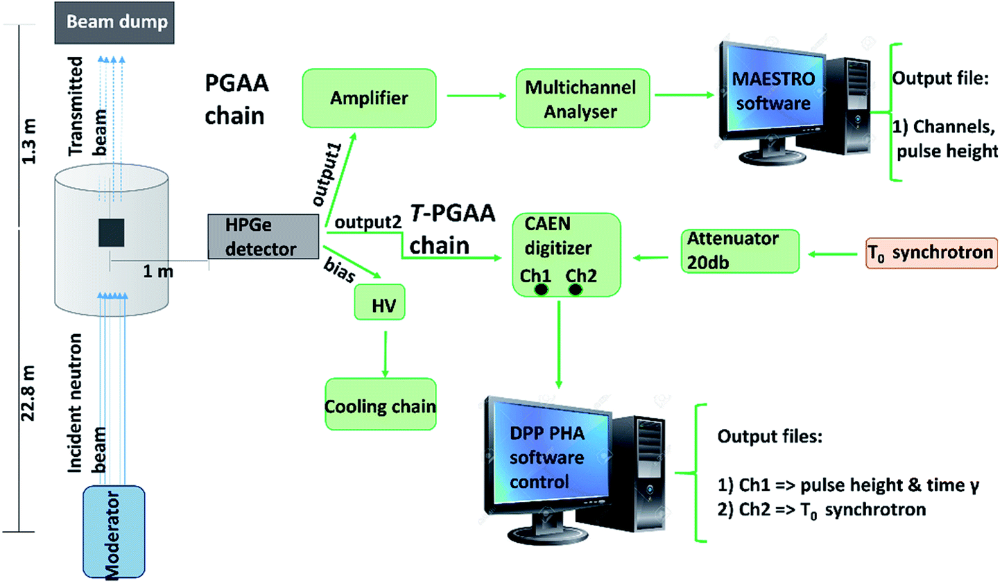 Beam dump
Transmitted
beam
1.3 m
PGAA
chain
Amplifier
Multichannel
Analyser
MAESTRO
software
Output file:
1) Channels,
pulse height
output1
HPGe
detector
1 m
output2
T-PGAA
chain
bias
HV
Cooling chain
CAEN
digitizer
Ch1 Ch2
Attenuator
20db
T₀ synchrotron
22.8 m
Incident neutron
beam
Moderator
DPP PHA
software
control
Output files:
1) Ch1 => pulse height & time γ
2) Ch2 => T₀ synchrotron